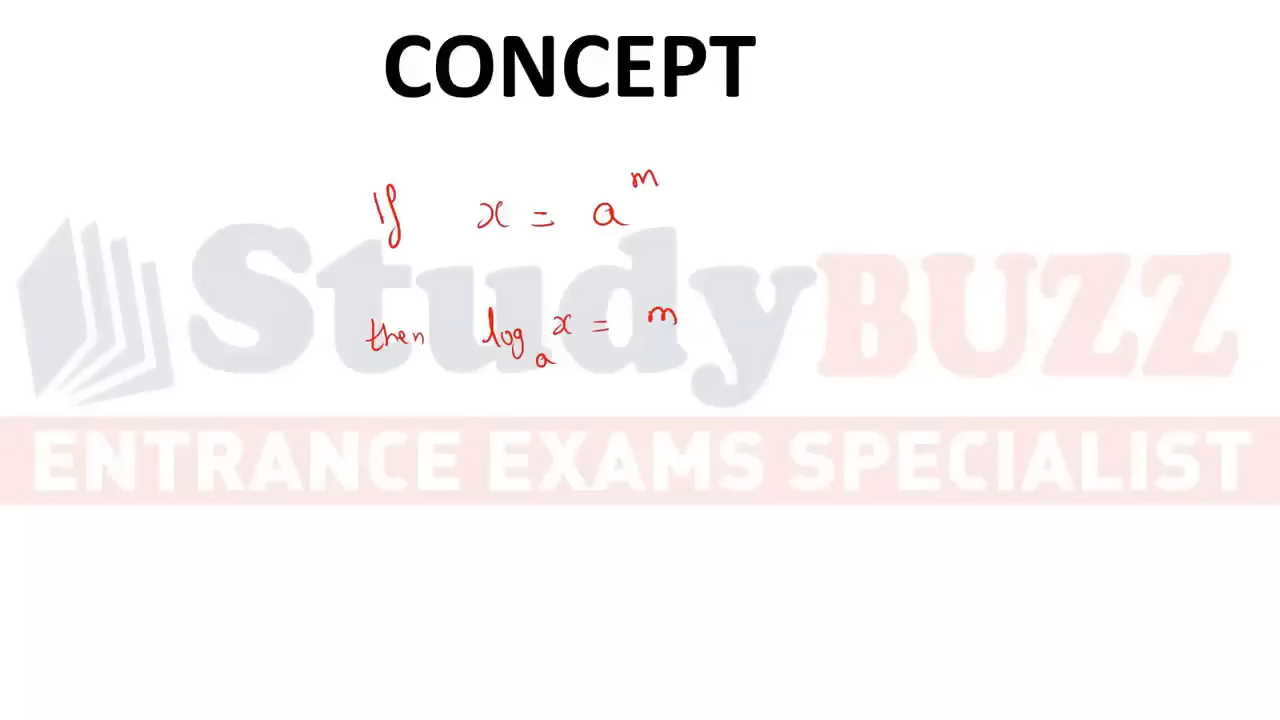 CONCEPT
If x = a^m
then log_a x = m
StudyBUZZ
ENTRANCE EXAMS SPECIALIST